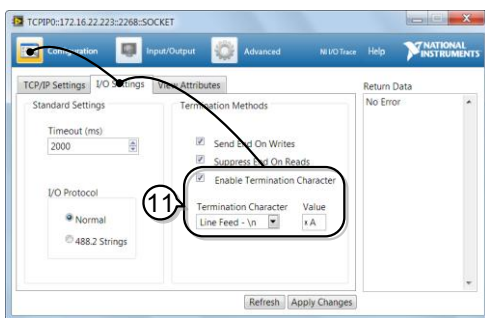 TCPIP0::172.16.22.223::2268::SOCKET
Configuration Input/Output Advanced NI I/O Trace Help NATIONAL INSTRUMENTS
TCP/IP Settings I/O Settings View Attributes Return Data
Standard Settings Termination Methods No Error
Timeout (ms)
2000 Send End On Writes
Suppress End On Reads
Enable Termination Character
I/O Protocol 11 Termination Character Value
Normal Line Feed - \n xA
488.2 Strings
Refresh Apply Changes